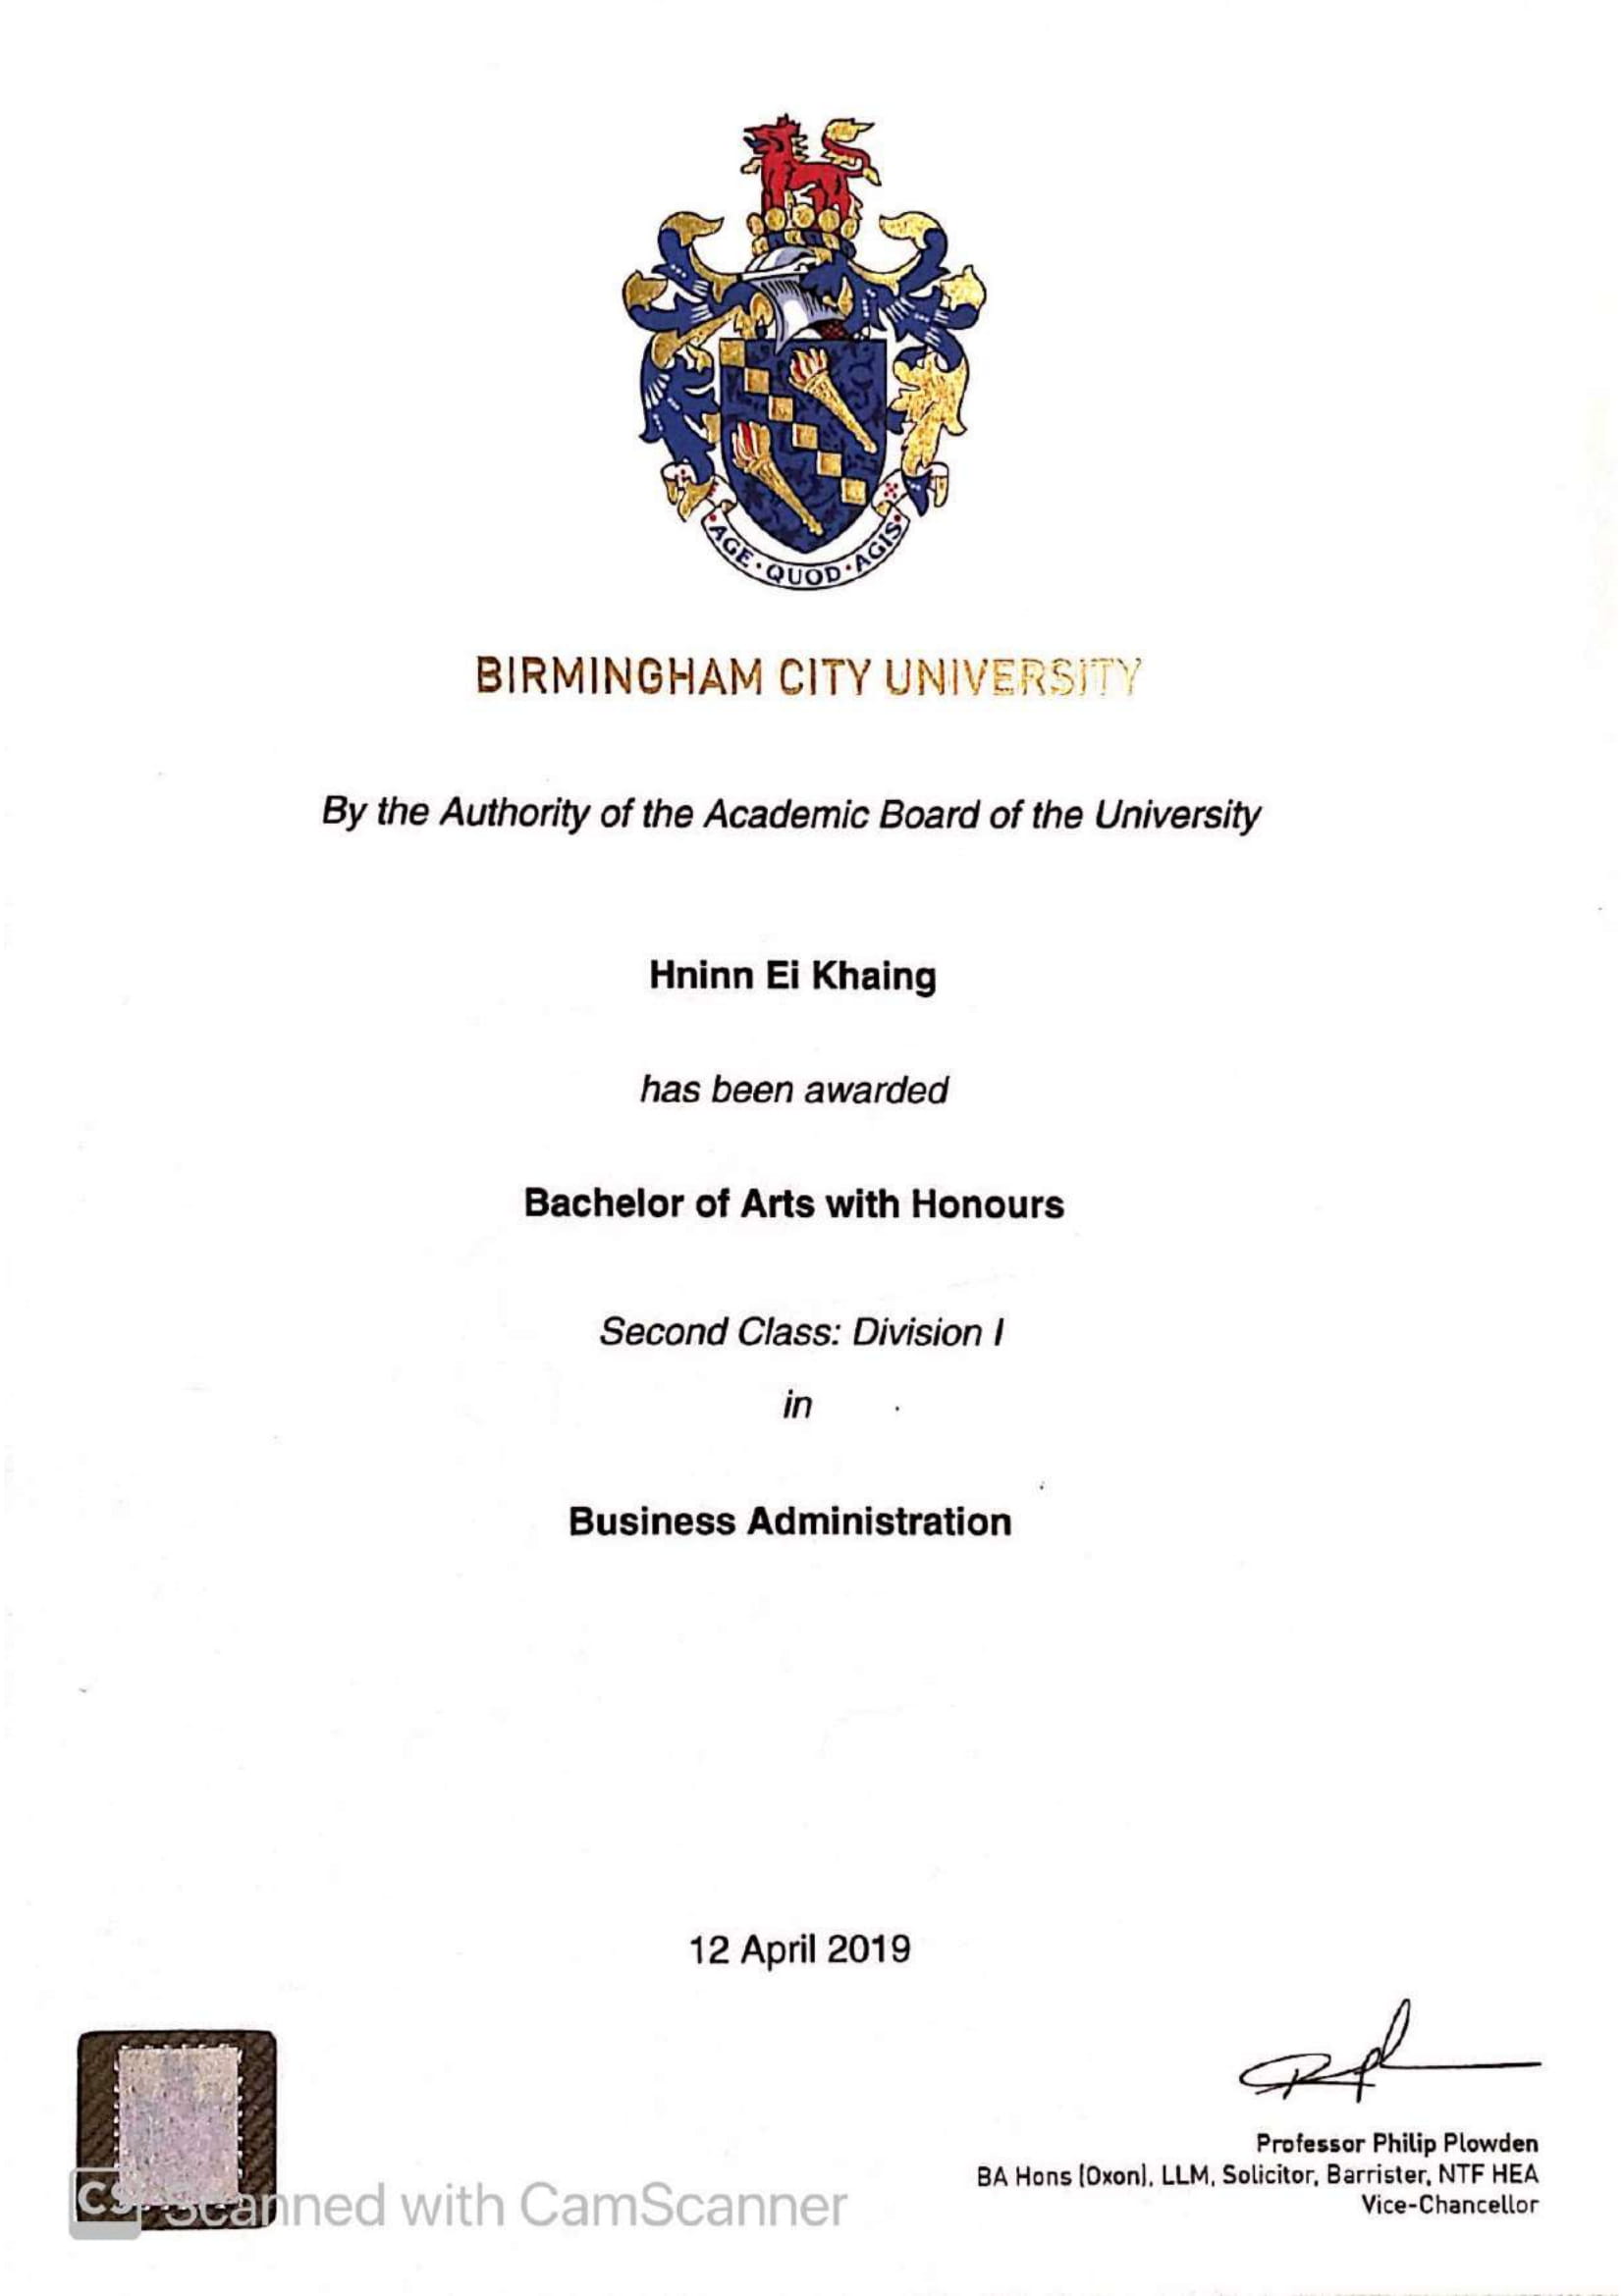 AGE · QUOD · AGIS
BIRMINGHAM CITY UNIVERSITY
By the Authority of the Academic Board of the University
Hninn Ei Khaing
has been awarded
Bachelor of Arts with Honours
Second Class: Division I
in
Business Administration
12 April 2019
Professor Philip Plowden
BA Hons (Oxon), LLM, Solicitor, Barrister, NTF HEA
Vice-Chancellor
CS Scanned with CamScanner